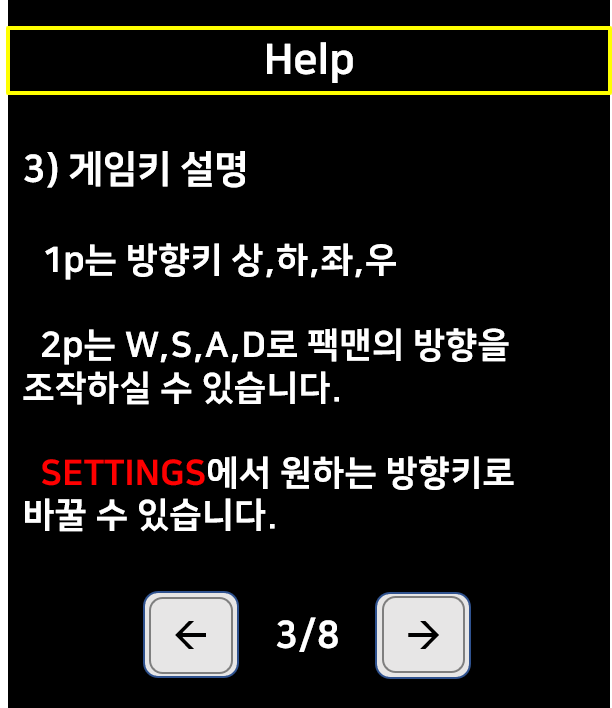 Help
3) 게임키 설명
1p는 방향키 상,하,좌,우
2p는 W,S,A,D로 팩맨의 방향을
조작하실 수 있습니다.
SETTINGS에서 원하는 방향키로
바꿀 수 있습니다.
← 3/8 →